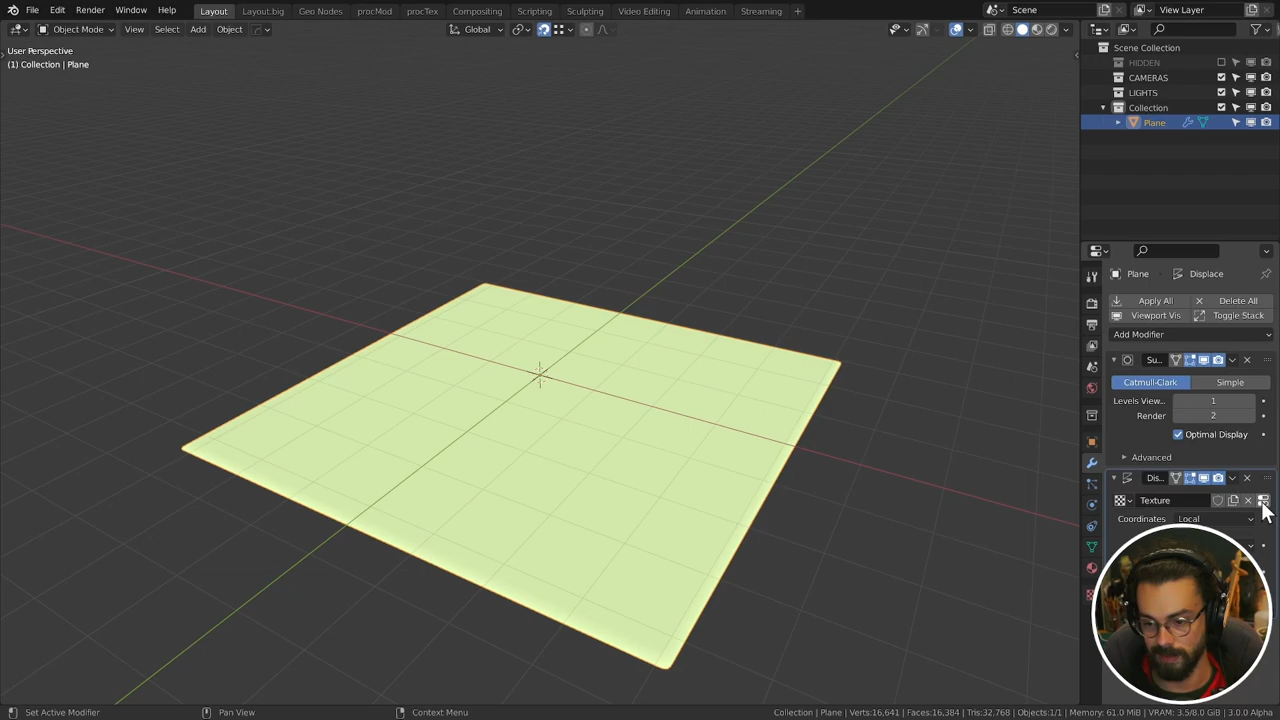 File Edit Render Window Help Layout Layout.big Geo Nodes procMod procTex Compositing Scripting Sculpting Video Editing Animation Streaming + Scene View Layer
Object Mode View Select Add Object Global
User Perspective
(1) Collection | Plane
Scene Collection
HIDDEN
CAMERAS
LIGHTS
Collection
Plane
Plane Displace
Apply All Delete All
Viewport Vis Toggle Stack
Add Modifier
Su...
Catmull-Clark Simple
Levels View... 1
Render 2
Optimal Display
Advanced
Dis...
Texture
Coordinates Local
Set Active Modifier Pan View Context Menu Collection | Plane | Verts:16,641 | Faces:16,384 | Tris:32,768 | Objects:1/1 | Memory: 61.0 MiB | VRAM: 3.5/8.0 GiB | 3.0.0 Alpha